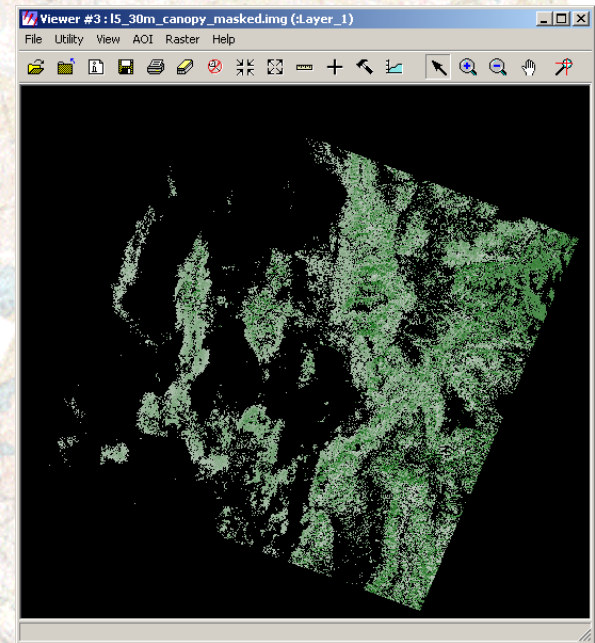 Viewer #3 : l5_30m_canopy_masked.img (:Layer_1)
File Utility View AOI Raster Help